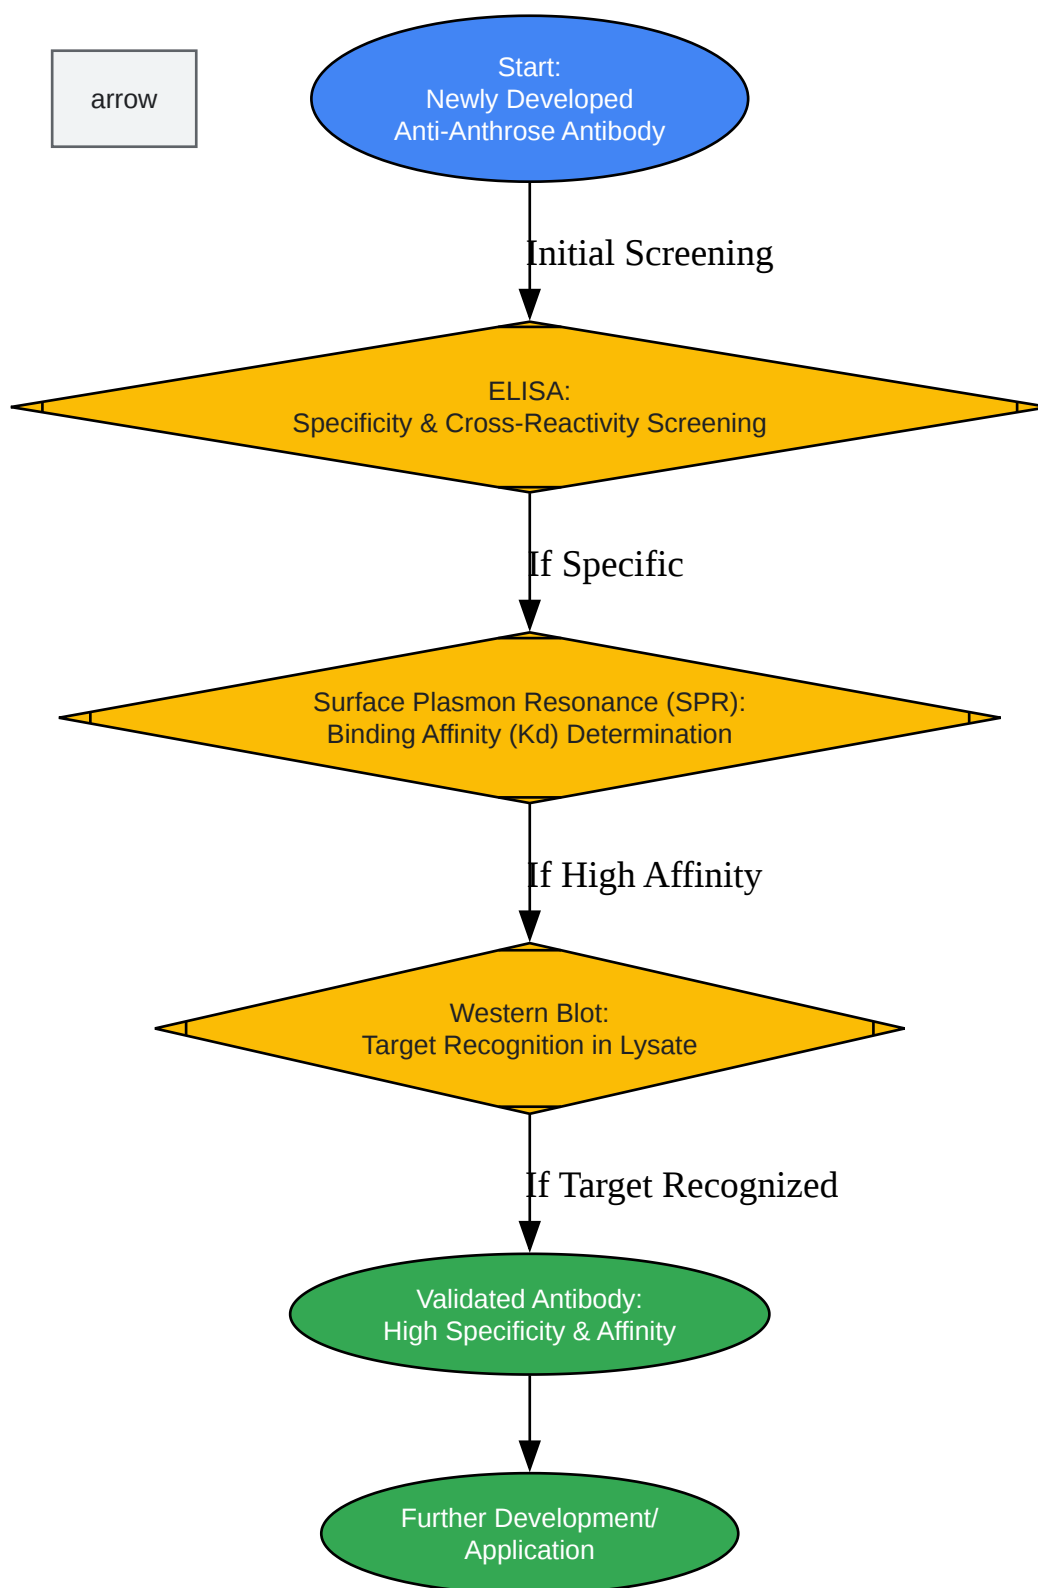 arrow
Start:
Newly Developed
Anti-Anthrose Antibody
Initial Screening
ELISA:
Specificity & Cross-Reactivity Screening
If Specific
Surface Plasmon Resonance (SPR):
Binding Affinity (Kd) Determination
If High Affinity
Western Blot:
Target Recognition in Lysate
If Target Recognized
Validated Antibody:
High Specificity & Affinity
Further Development/
Application